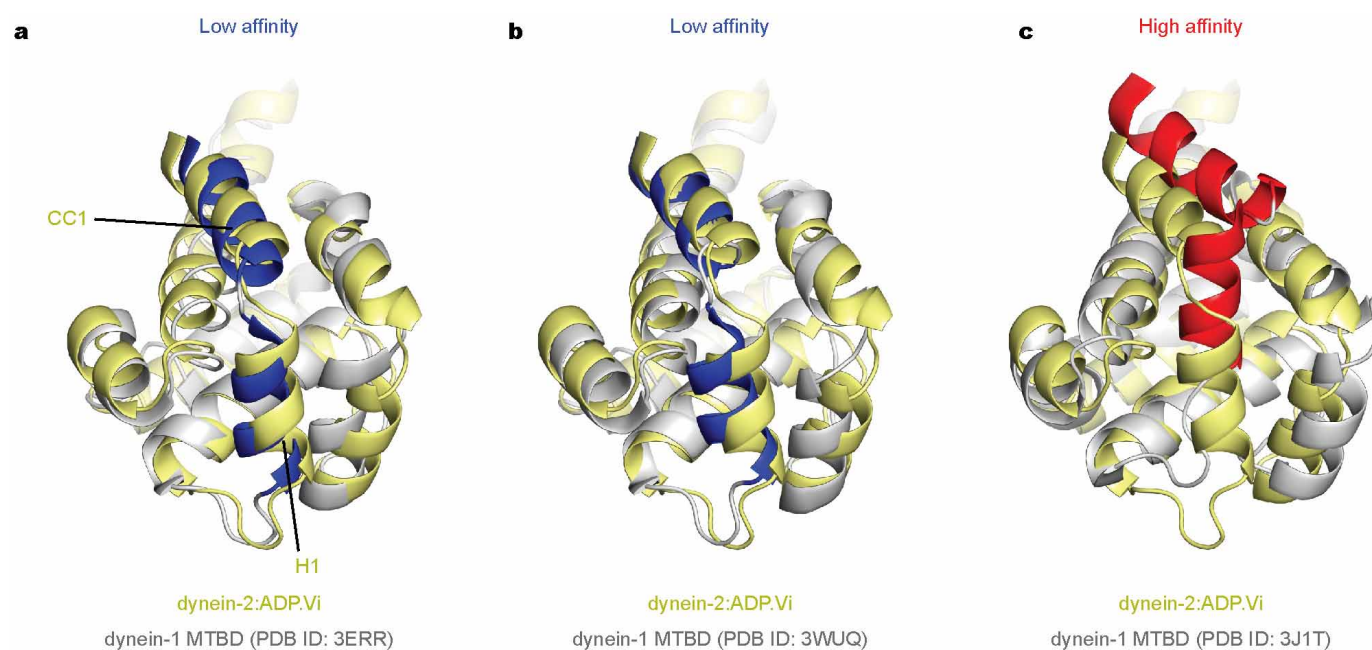 a
Low affinity
b
Low affinity
c
High affinity
CC1
H1
dynein-2:ADP.Vi
dynein-1 MTBD (PDB ID: 3ERR)
dynein-2:ADP.Vi
dynein-1 MTBD (PDB ID: 3WUQ)
dynein-2:ADP.Vi
dynein-1 MTBD (PDB ID: 3J1T)